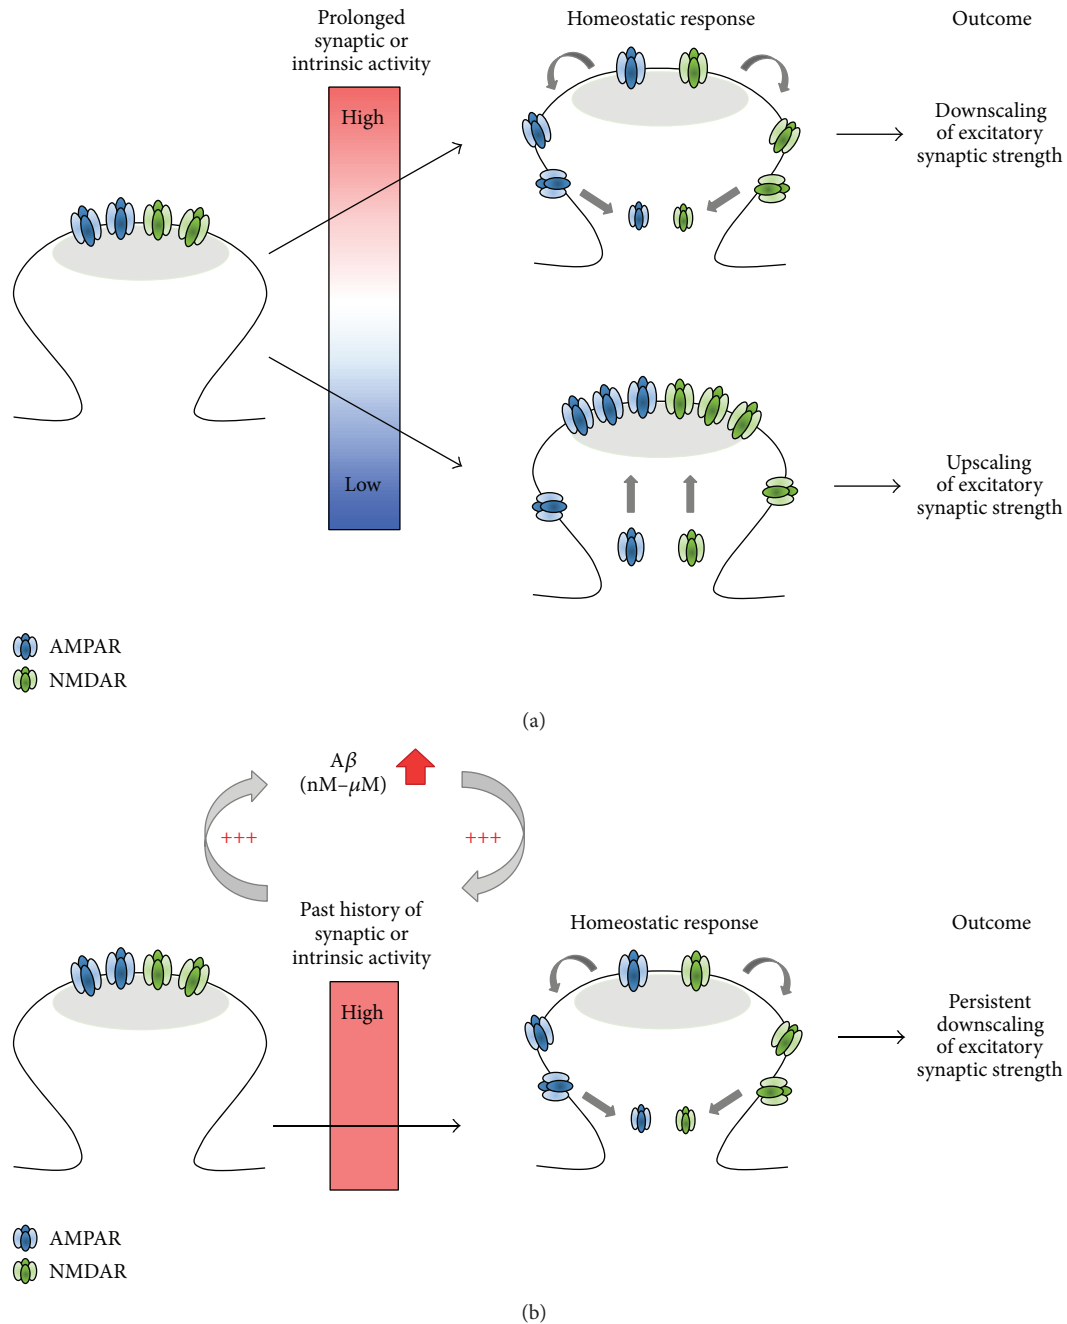 Prolonged
synaptic or
intrinsic activity
Homeostatic response
Outcome
High
Low
Downscaling
of excitatory
synaptic strength
Upscaling
of excitatory
synaptic strength
AMPAR
NMDAR
(a)
Aβ
(nM–μM)
+++
+++
Past history of
synaptic or
intrinsic activity
Homeostatic response
Outcome
High
Persistent
downscaling
of excitatory
synaptic strength
AMPAR
NMDAR
(b)